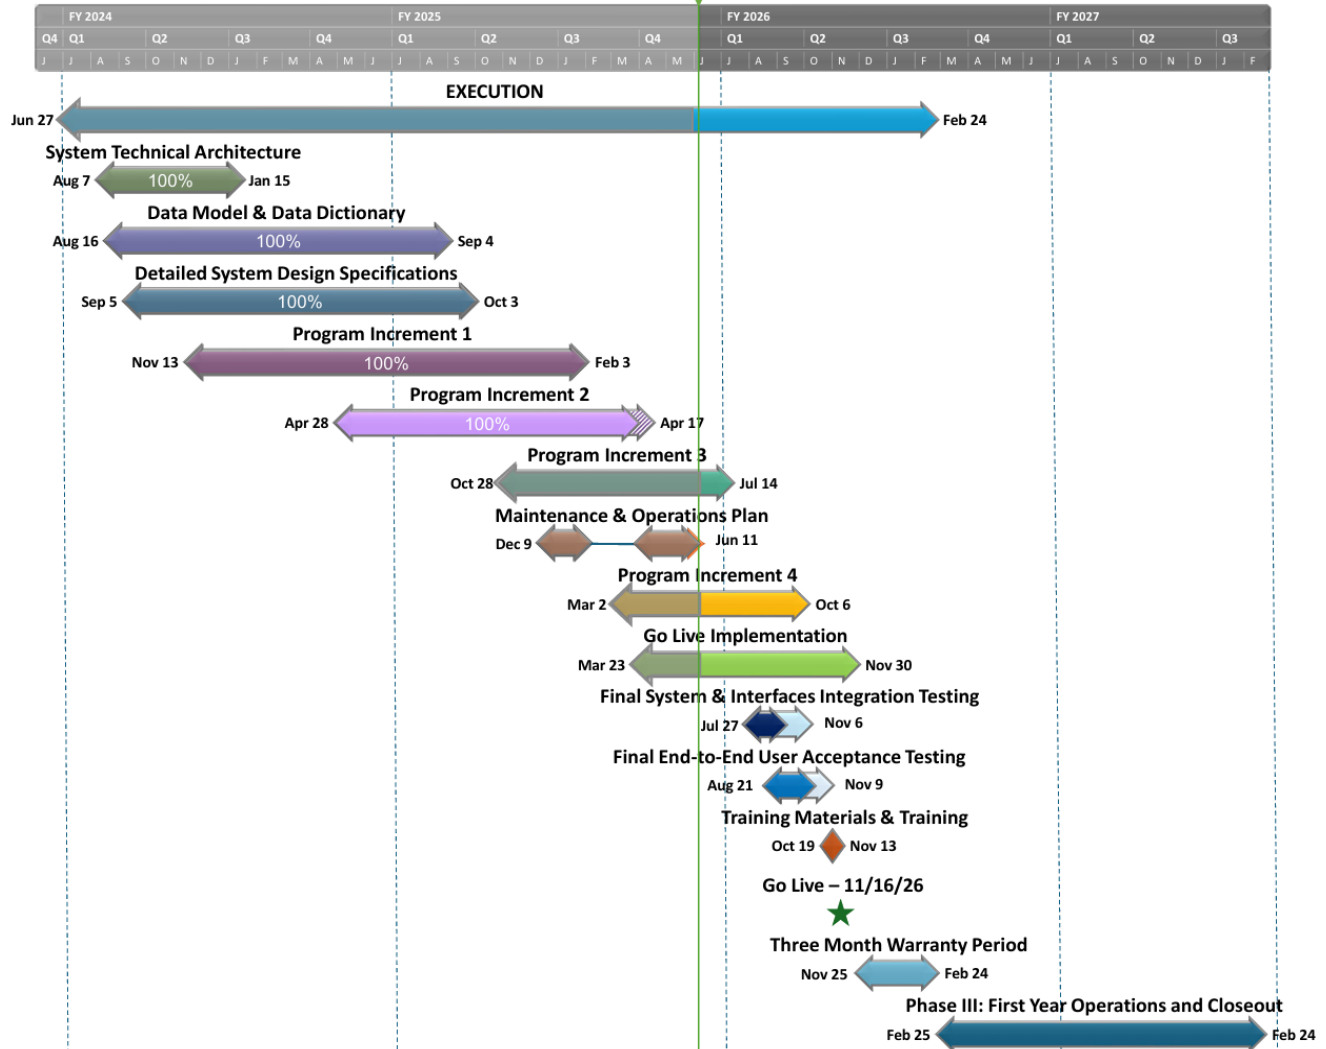 FY 2024 FY 2025 FY 2026 FY 2027
Q4 Q1 Q2 Q3 Q4 Q1 Q2 Q3 Q4 Q1 Q2 Q3 Q4 Q1 Q2 Q3
J J A S O N D J F M A M J J A S O N D J F M A M J J A S O N D J F M A M J J A S O N D J F
EXECUTION
Jun 27 Feb 24
System Technical Architecture
Aug 7 100% Jan 15
Data Model & Data Dictionary
Aug 16 100% Sep 4
Detailed System Design Specifications
Sep 5 100% Oct 3
Program Increment 1
Nov 13 100% Feb 3
Program Increment 2
Apr 28 100% Apr 17
Program Increment 3
Oct 28 Jul 14
Maintenance & Operations Plan
Dec 9 Jun 11
Program Increment 4
Mar 2 Oct 6
Go Live Implementation
Mar 23 Nov 30
Final System & Interfaces Integration Testing
Jul 27 Nov 6
Final End-to-End User Acceptance Testing
Aug 21 Nov 9
Training Materials & Training
Oct 19 Nov 13
Go Live – 11/16/26
Three Month Warranty Period
Nov 25 Feb 24
Phase III: First Year Operations and Closeout
Feb 25 Feb 24